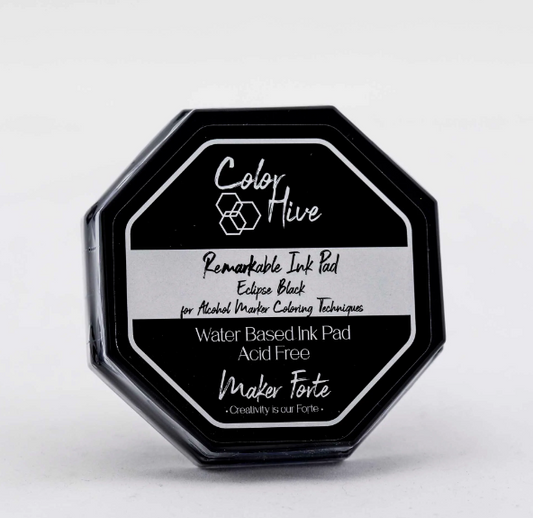 Color
Hive
Remarkable Ink Pad
Eclipse Black
for Alcohol Marker Coloring Techniques
Water Based Ink Pad
Acid Free
Maker Forte
• Creativity is our Forte •